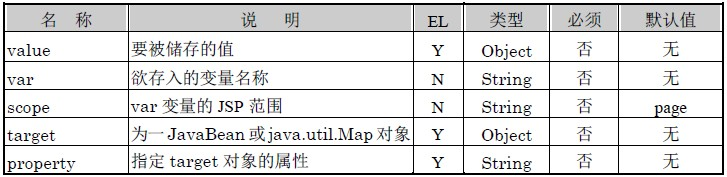 名 称 说 明 EL 类型 必须 默认值
value 要被储存的值 Y Object 否 无
var 欲存入的变量名称 N String 否 无
scope var 变量的 JSP 范围 N String 否 page
target 为一 JavaBean 或 java.util.Map 对象 Y Object 否 无
property 指定 target 对象的属性 Y String 否 无